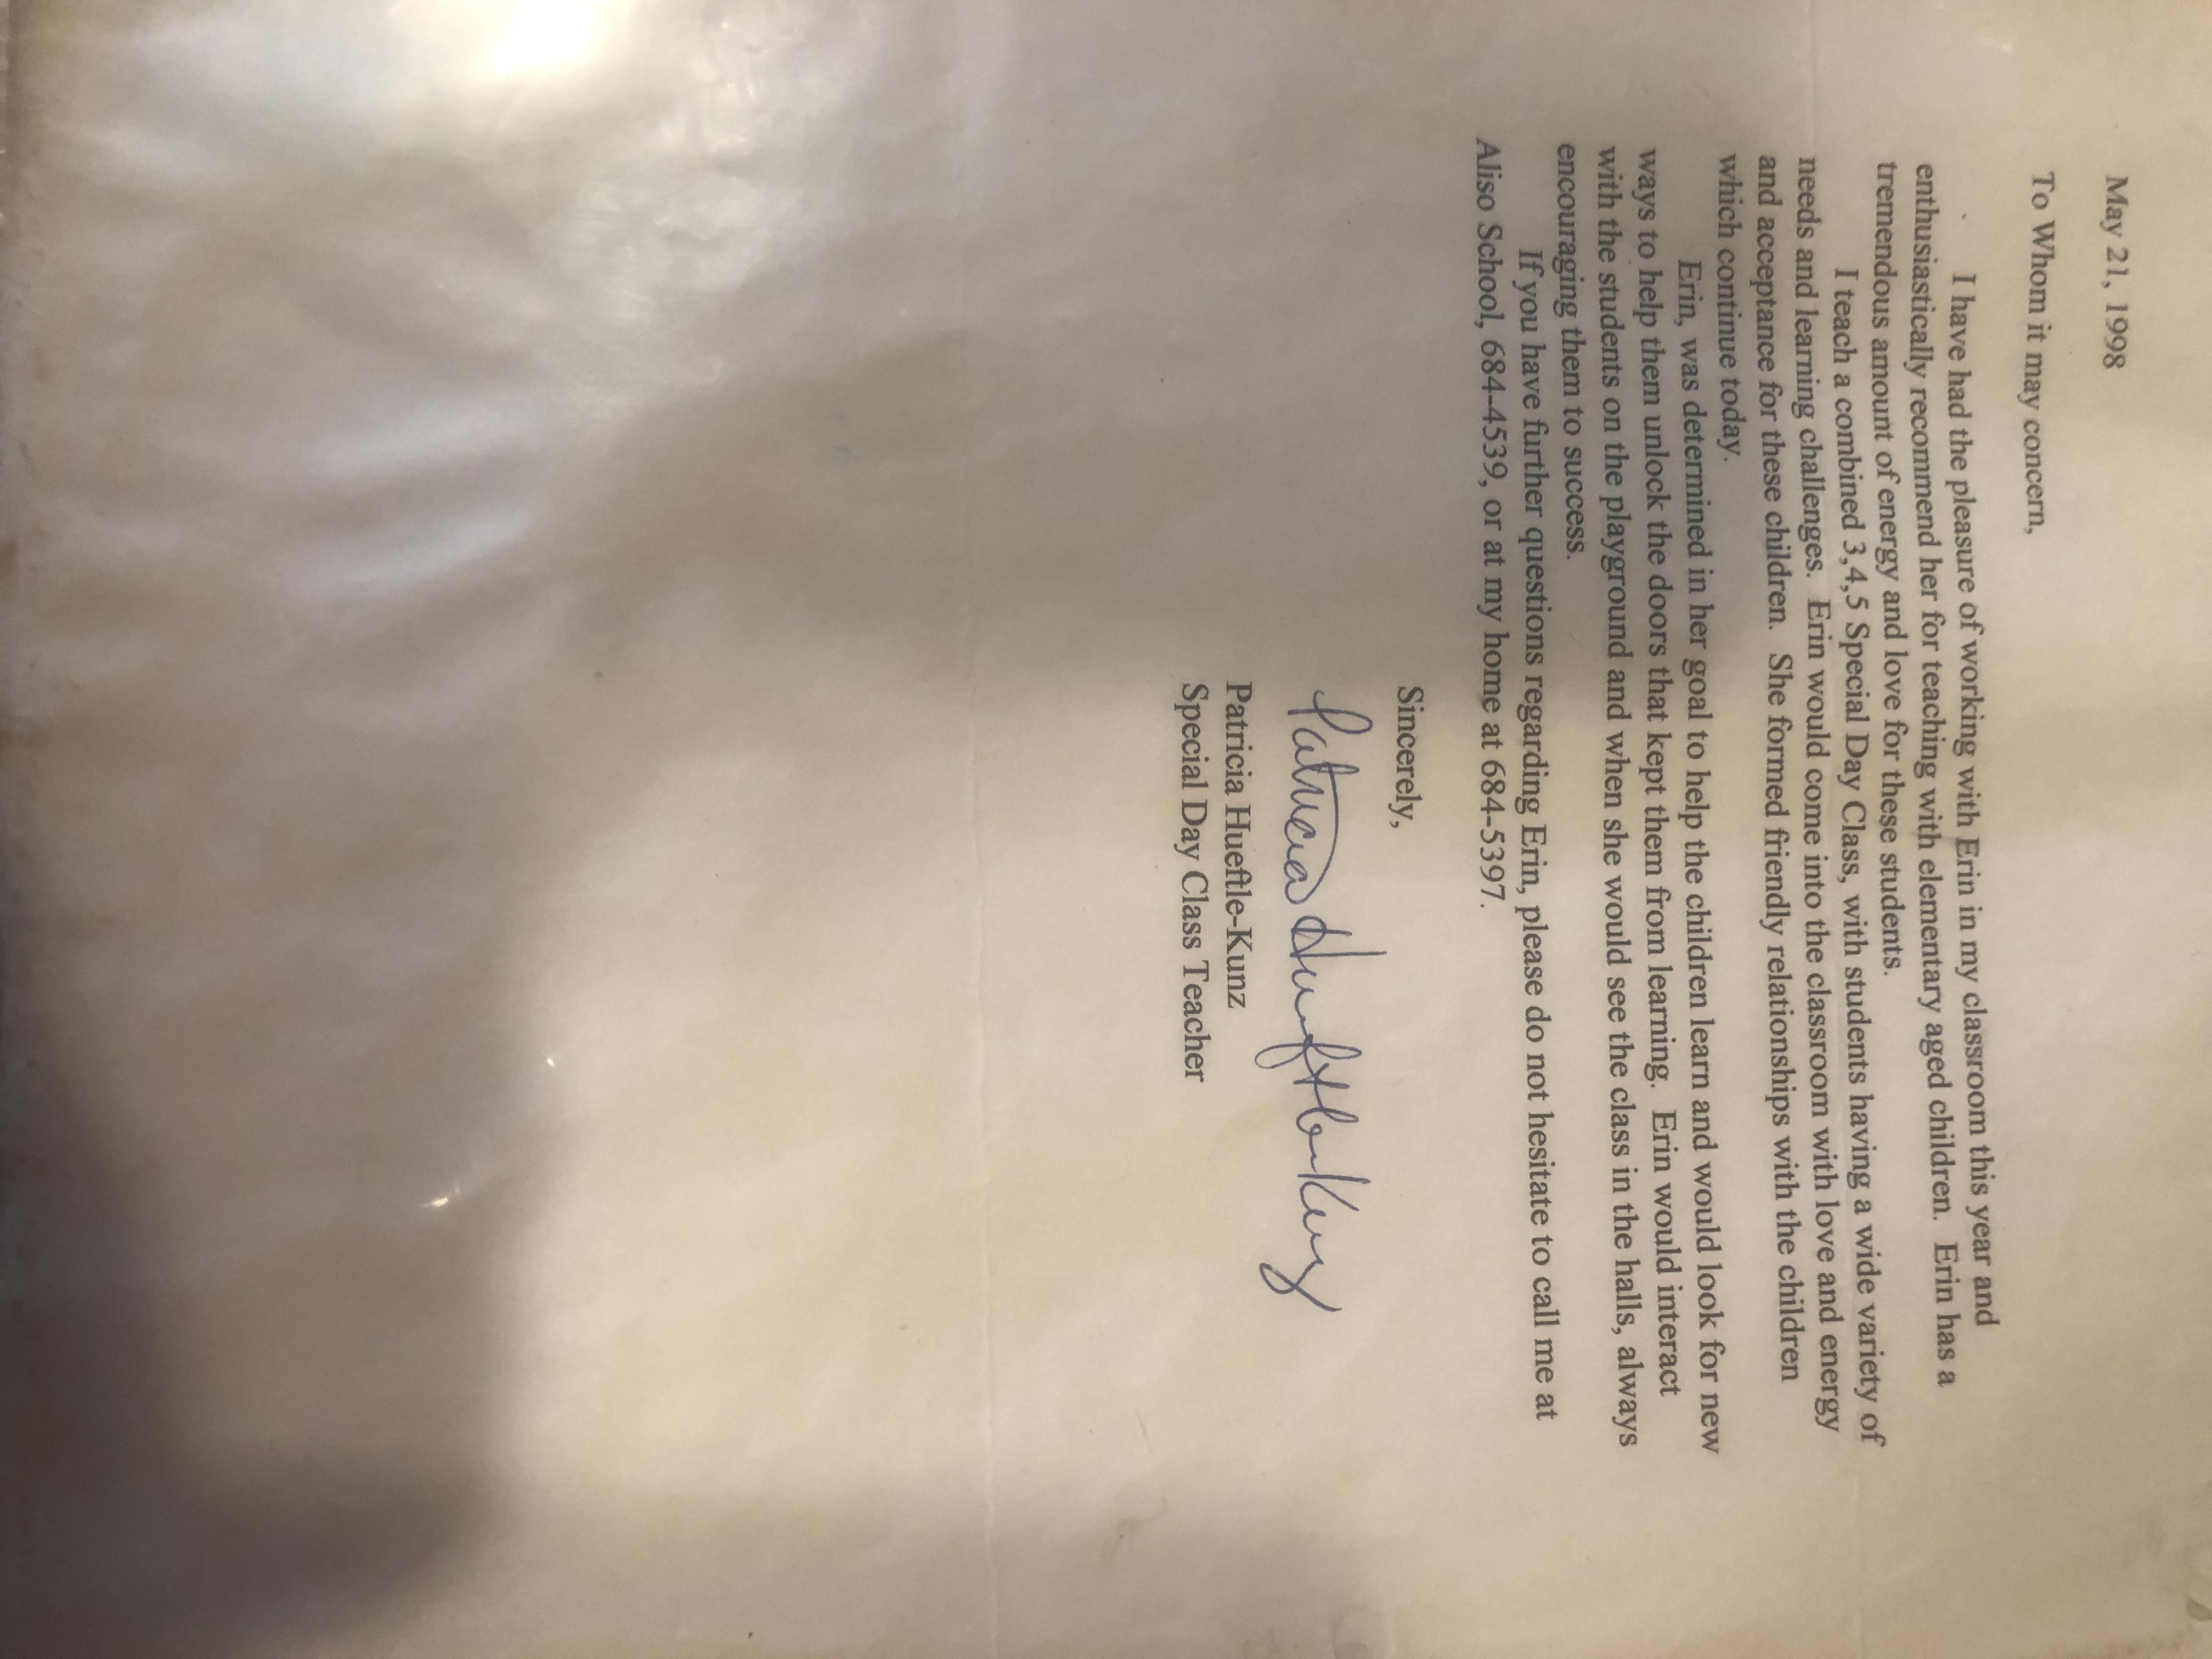 May 21, 1998
To Whom it may concern,
I have had the pleasure of working with Erin in my classroom this year and
enthusiastically recommend her for teaching with elementary aged children. Erin has a
tremendous amount of energy and love for these students.
I teach a combined 3,4,5 Special Day Class, with students having a wide variety of
needs and learning challenges. Erin would come into the classroom with love and energy
and acceptance for these children. She formed friendly relationships with the children
which continue today.
Erin, was determined in her goal to help the children learn and would look for new
ways to help them unlock the doors that kept them from learning. Erin would interact
with the students on the playground and when she would see the class in the halls, always
encouraging them to success.
If you have further questions regarding Erin, please do not hesitate to call me at
Aliso School, 684-4539, or at my home at 684-5397.
Sincerely,
Patricia Hueftle-Kunz
Patricia Hueftle-Kunz
Special Day Class Teacher